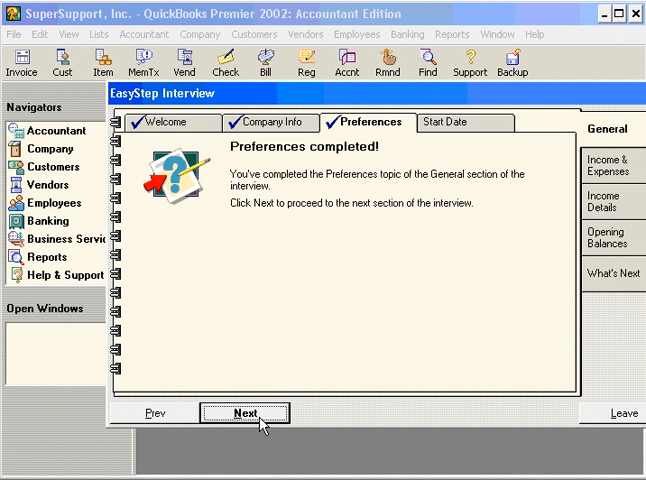 SuperSupport, Inc. - QuickBooks Premier 2002: Accountant Edition
File Edit View Lists Accountant Company Customers Vendors Employees Banking Reports Window Help
Invoice Cust Item MemTx Vend Check Bill Reg Accnt Rmnd Find Support Backup
Navigators
Accountant
Company
Customers
Vendors
Employees
Banking
Business Servic
Reports
Help & Support
Open Windows
EasyStep Interview
Welcome Company Info Preferences Start Date
Preferences completed!
You've completed the Preferences topic of the General section of the
interview.
Click Next to proceed to the next section of the interview.
General
Income &
Expenses
Income
Details
Opening
Balances
What's Next
Prev Next Leave